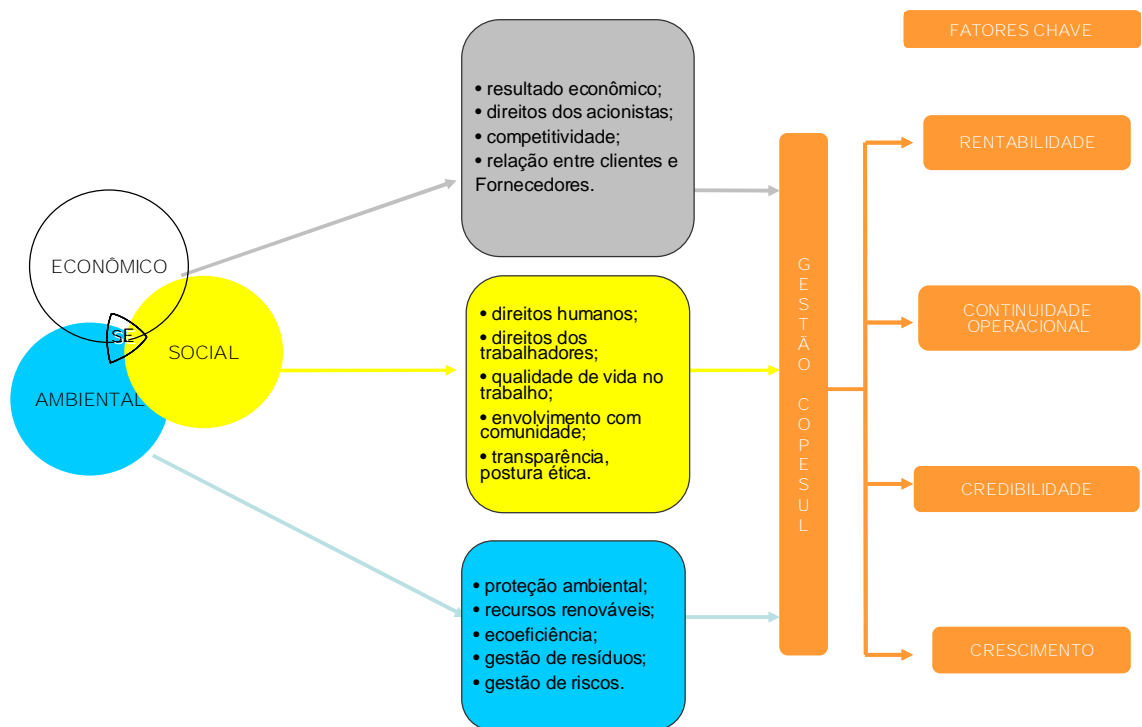 FATORES CHAVE
• resultado econômico;
• direitos dos acionistas;
• competitividade;
• relação entre clientes e
Fornecedores.
RENTABILIDADE
ECONÔMICO
SE
SOCIAL
AMBIENTAL
• direitos humanos;
• direitos dos
trabalhadores;
• qualidade de vida no
trabalho;
• envolvimento com
comunidade;
• transparência,
postura ética.
GESTÃO COPESUL
CONTINUIDADE
OPERACIONAL
CREDIBILIDADE
• proteção ambiental;
• recursos renováveis;
• ecoeficiência;
• gestão de resíduos;
• gestão de riscos.
CRESCIMENTO